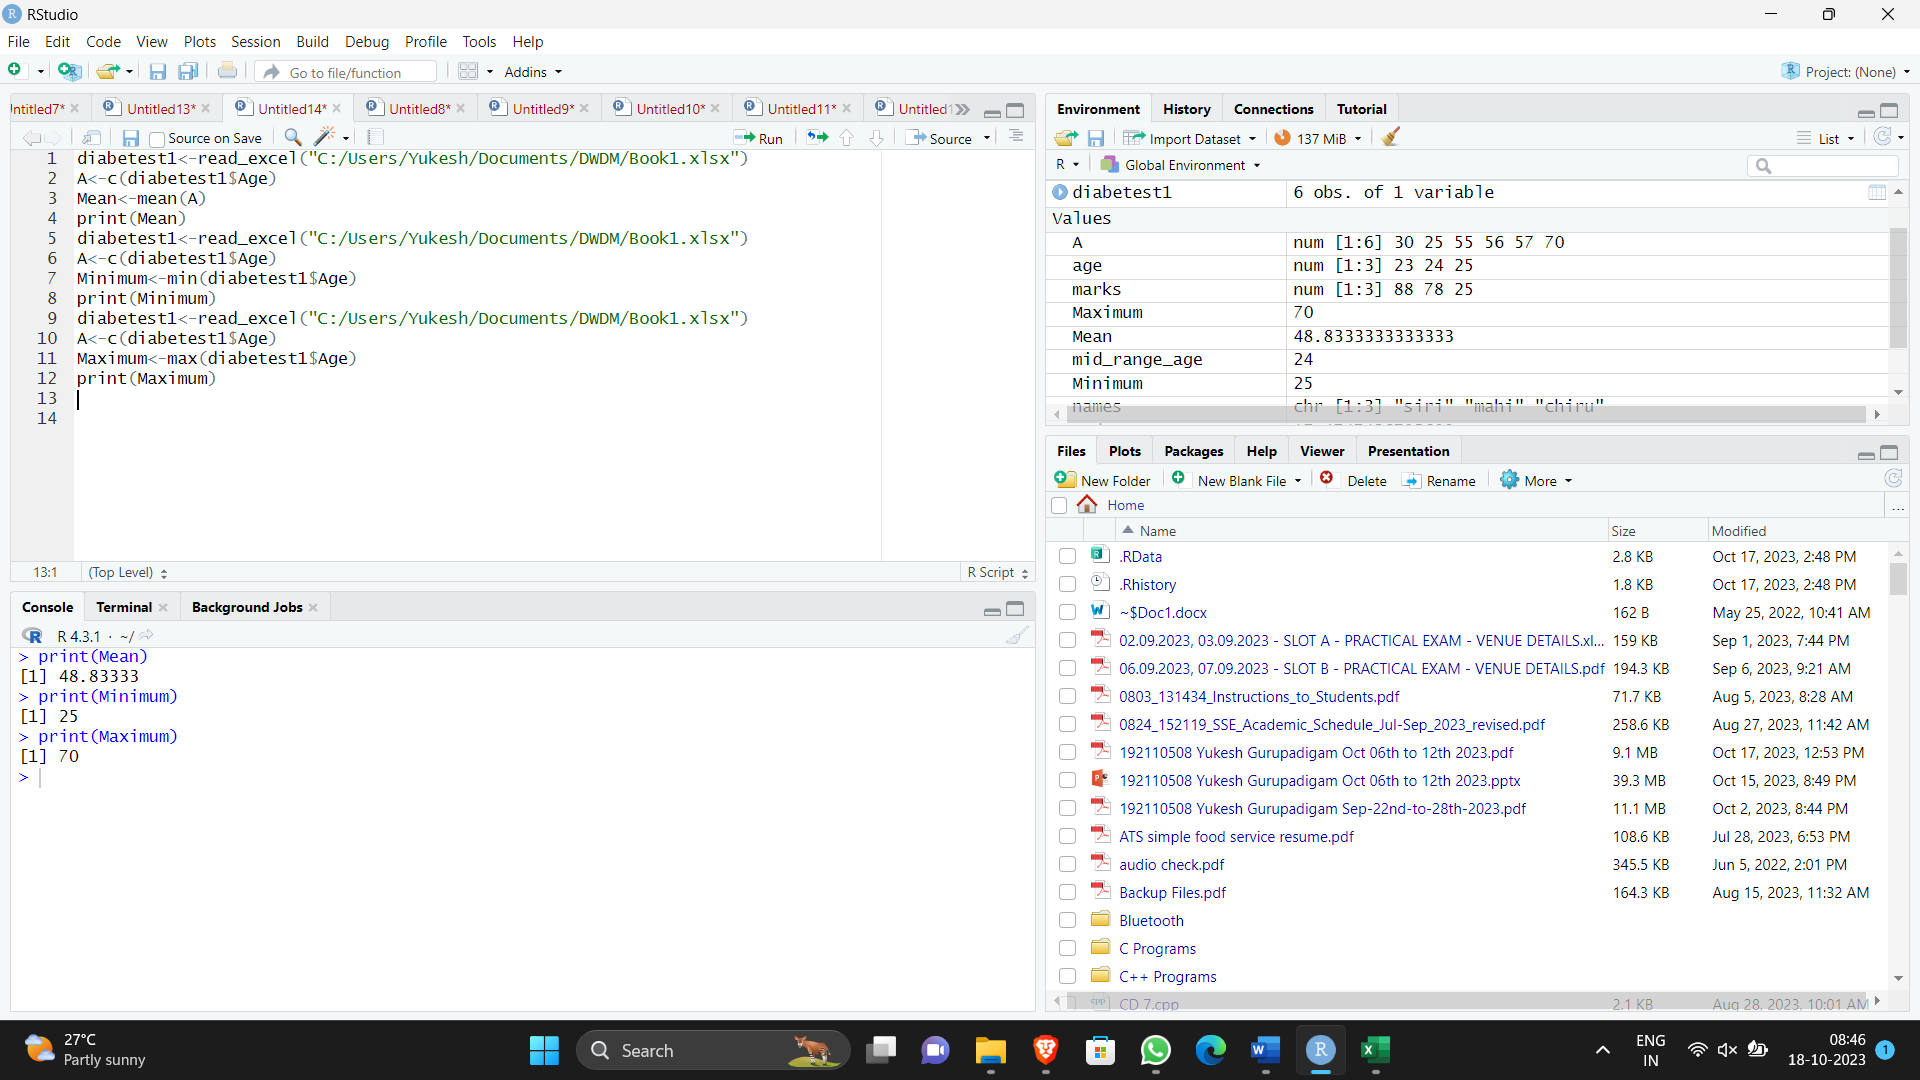 RStudio
File Edit Code View Plots Session Build Debug Profile Tools Help
Go to file/function Addins Project: (None)
Untitled13* Untitled14* Untitled8* Untitled9* Untitled10* Untitled11*
Source on Save Run Source
1 diabetest1<-read_excel("C:/Users/Yukesh/Documents/DWDM/Book1.xlsx")
2 A<-c(diabetest1$Age)
3 Mean<-mean(A)
4 print(Mean)
5 diabetest1<-read_excel("C:/Users/Yukesh/Documents/DWDM/Book1.xlsx")
6 A<-c(diabetest1$Age)
7 Minimum<-min(diabetest1$Age)
8 print(Minimum)
9 diabetest1<-read_excel("C:/Users/Yukesh/Documents/DWDM/Book1.xlsx")
10 A<-c(diabetest1$Age)
11 Maximum<-max(diabetest1$Age)
12 print(Maximum)
13
14
13:1 (Top Level) R Script
Console Terminal Background Jobs
R 4.3.1 · ~/
> print(Mean)
[1] 48.83333
> print(Minimum)
[1] 25
> print(Maximum)
[1] 70
>
Environment History Connections Tutorial
Import Dataset 137 MiB List
R Global Environment
diabetest1 6 obs. of 1 variable
Values
A num [1:6] 30 25 55 56 57 70
age num [1:3] 23 24 25
marks num [1:3] 88 78 25
Maximum 70
Mean 48.8333333333333
mid_range_age 24
Minimum 25
names chr [1:3] "siri" "mahi" "chiru"
Files Plots Packages Help Viewer Presentation
New Folder New Blank File Delete Rename More
Home ...
Name Size Modified
.RData 2.8 KB Oct 17, 2023, 2:48 PM
.Rhistory 1.8 KB Oct 17, 2023, 2:48 PM
~$Doc1.docx 162 B May 25, 2022, 10:41 AM
02.09.2023, 03.09.2023 - SLOT A - PRACTICAL EXAM - VENUE DETAILS.xl... 159 KB Sep 1, 2023, 7:44 PM
06.09.2023, 07.09.2023 - SLOT B - PRACTICAL EXAM - VENUE DETAILS.pdf 194.3 KB Sep 6, 2023, 9:21 AM
0803_131434_Instructions_to_Students.pdf 71.7 KB Aug 5, 2023, 8:28 AM
0824_152119_SSE_Academic_Schedule_Jul-Sep_2023_revised.pdf 258.6 KB Aug 27, 2023, 11:42 AM
192110508 Yukesh Gurupadigam Oct 06th to 12th 2023.pdf 9.1 MB Oct 17, 2023, 12:53 PM
192110508 Yukesh Gurupadigam Oct 06th to 12th 2023.pptx 39.3 MB Oct 15, 2023, 8:49 PM
192110508 Yukesh Gurupadigam Sep-22nd-to-28th-2023.pdf 11.1 MB Oct 2, 2023, 8:44 PM
ATS simple food service resume.pdf 108.6 KB Jul 28, 2023, 6:53 PM
audio check.pdf 345.5 KB Jun 5, 2022, 2:01 PM
Backup Files.pdf 164.3 KB Aug 15, 2023, 11:32 AM
Bluetooth
C Programs
C++ Programs
CD 7.cpp 2.1 KB Aug 28, 2023, 10:01 AM
27°C
Partly sunny
Search
ENG
IN
08:46
18-10-2023
1